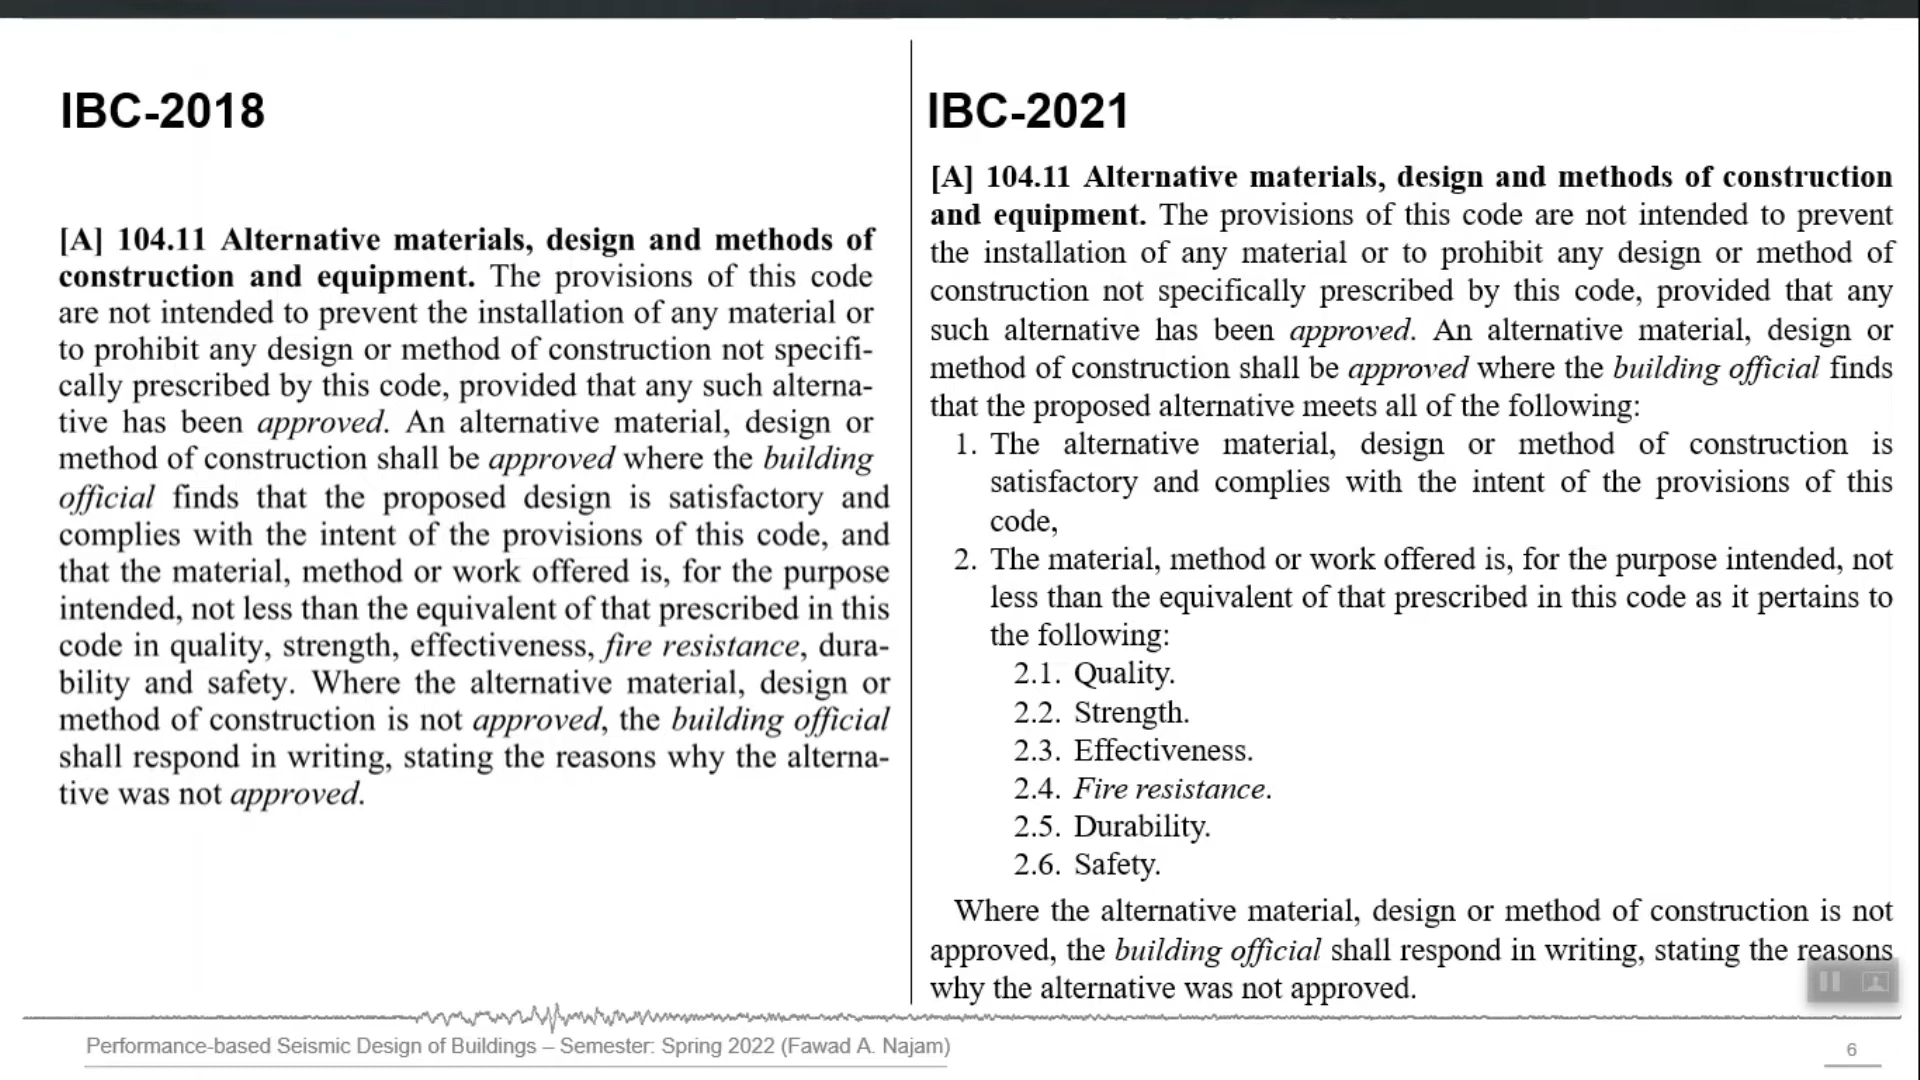 IBC-2018
[A] 104.11 Alternative materials, design and methods of
construction and equipment. The provisions of this code
are not intended to prevent the installation of any material or
to prohibit any design or method of construction not specifi-
cally prescribed by this code, provided that any such alterna-
tive has been approved. An alternative material, design or
method of construction shall be approved where the building
official finds that the proposed design is satisfactory and
complies with the intent of the provisions of this code, and
that the material, method or work offered is, for the purpose
intended, not less than the equivalent of that prescribed in this
code in quality, strength, effectiveness, fire resistance, dura-
bility and safety. Where the alternative material, design or
method of construction is not approved, the building official
shall respond in writing, stating the reasons why the alterna-
tive was not approved.
IBC-2021
[A] 104.11 Alternative materials, design and methods of construction
and equipment. The provisions of this code are not intended to prevent
the installation of any material or to prohibit any design or method of
construction not specifically prescribed by this code, provided that any
such alternative has been approved. An alternative material, design or
method of construction shall be approved where the building official finds
that the proposed alternative meets all of the following:
1. The alternative material, design or method of construction is
satisfactory and complies with the intent of the provisions of this
code,
2. The material, method or work offered is, for the purpose intended, not
less than the equivalent of that prescribed in this code as it pertains to
the following:
2.1. Quality.
2.2. Strength.
2.3. Effectiveness.
2.4. Fire resistance.
2.5. Durability.
2.6. Safety.
Where the alternative material, design or method of construction is not
approved, the building official shall respond in writing, stating the reasons
why the alternative was not approved.
Performance-based Seismic Design of Buildings – Semester: Spring 2022 (Fawad A. Najam)
6